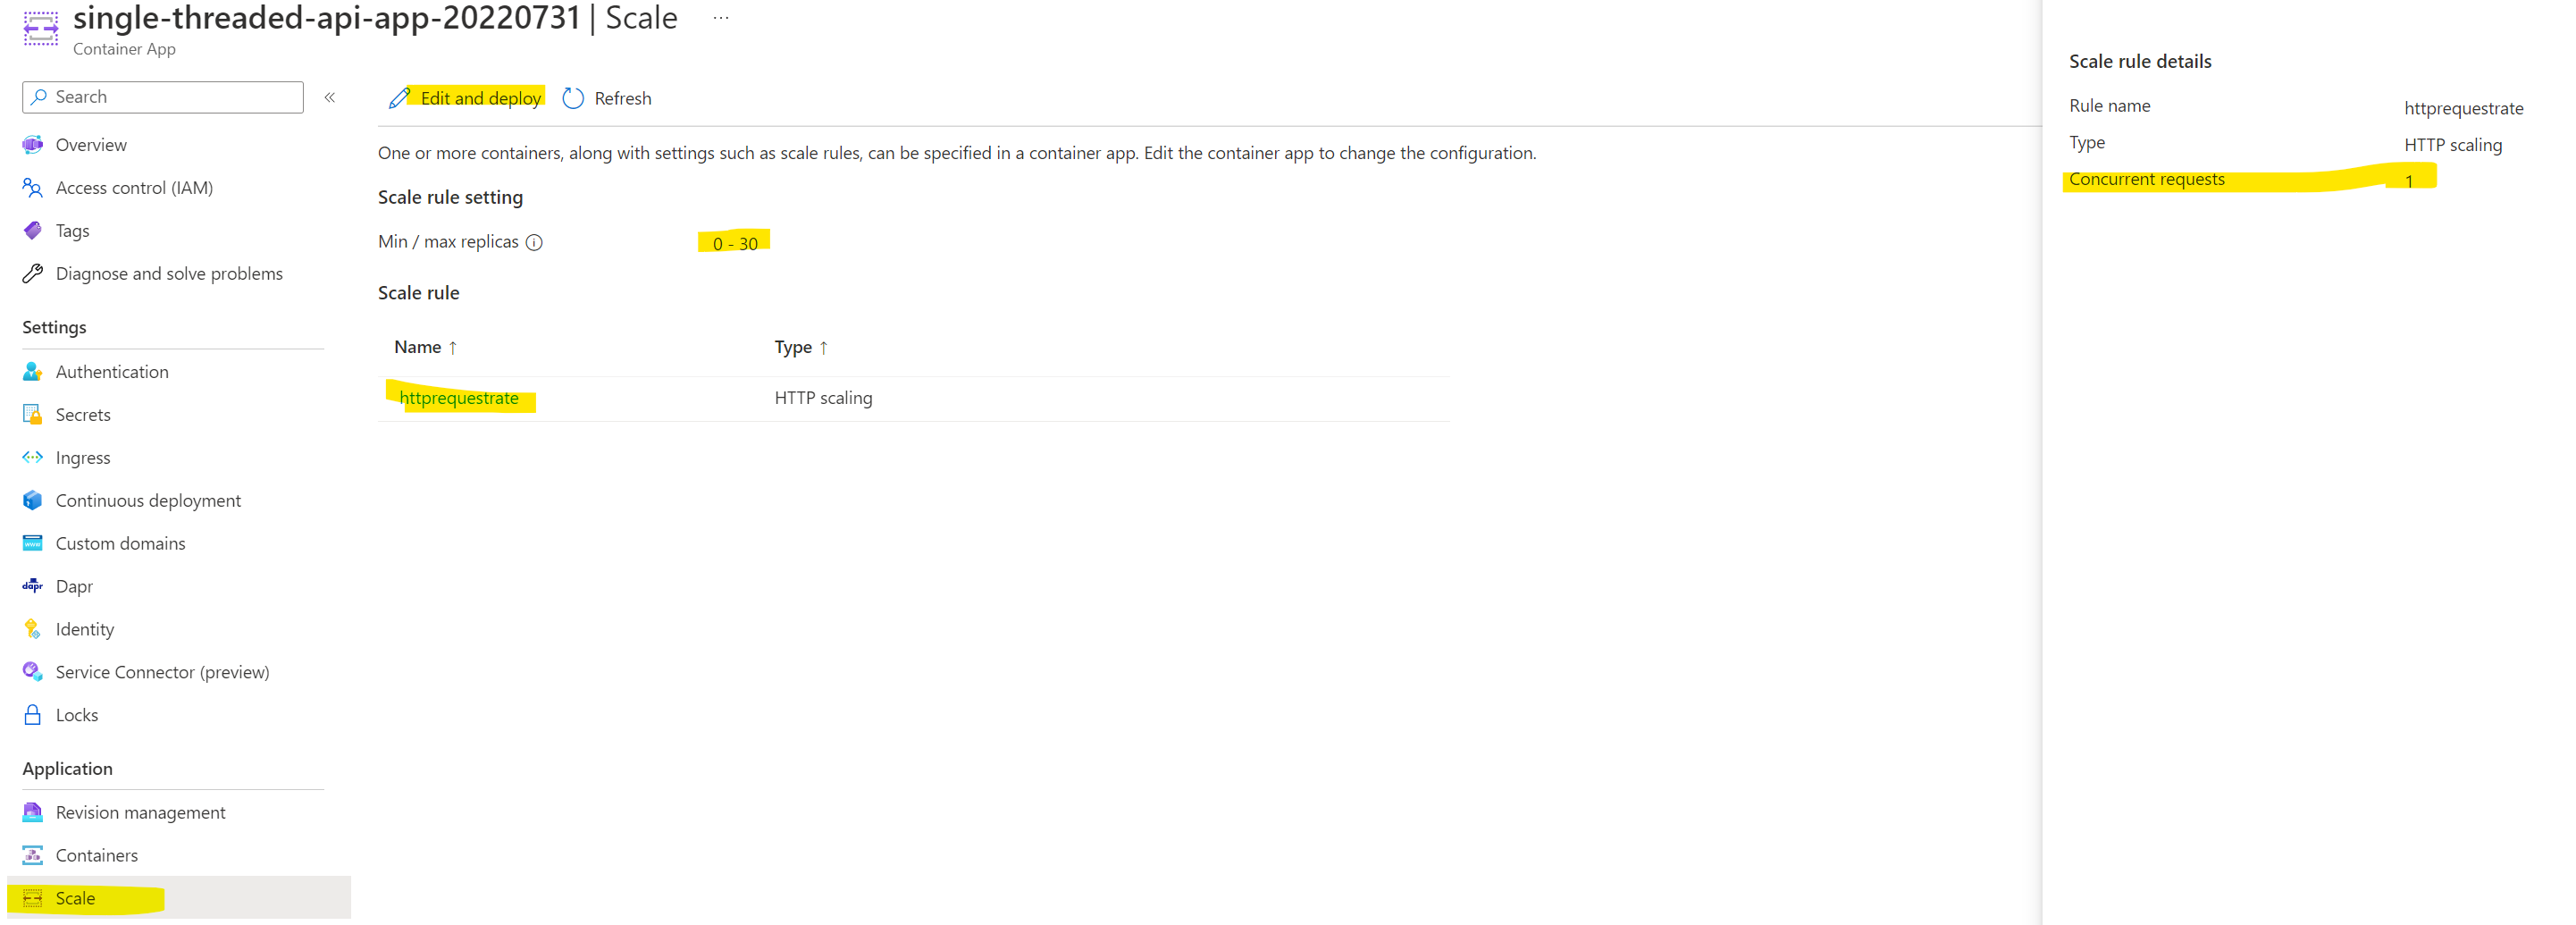 single-threaded-api-app-20220731 | Scale ...
Container App
Search
«
Overview
Access control (IAM)
Tags
Diagnose and solve problems
Settings
Authentication
Secrets
Ingress
Continuous deployment
Custom domains
Dapr
Identity
Service Connector (preview)
Locks
Application
Revision management
Containers
Scale
Edit and deploy Refresh
One or more containers, along with settings such as scale rules, can be specified in a container app. Edit the container app to change the configuration.
Scale rule setting
Min / max replicas 0 - 30
Scale rule
Name ↑ Type ↑
httprequestrate HTTP scaling
Scale rule details
Rule name httprequestrate
Type HTTP scaling
Concurrent requests 1